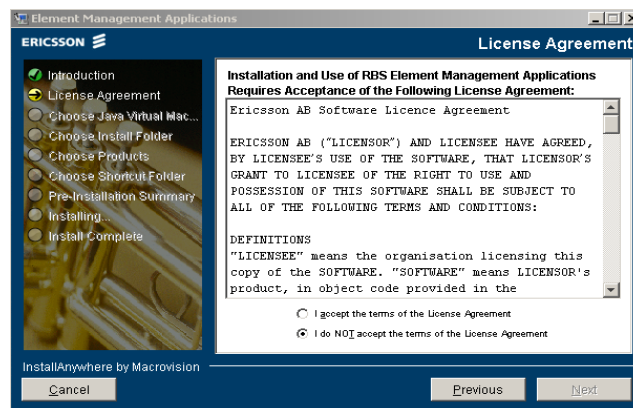 Element Management Applications
ERICSSON
License Agreement
Introduction
License Agreement
Choose Java Virtual Mac...
Choose Install Folder
Choose Products
Choose Shortcut Folder
Pre-Installation Summary
Installing...
Install Complete
Installation and Use of RBS Element Management Applications
Requires Acceptance of the Following License Agreement:
Ericsson AB Software Licence Agreement
ERICSSON AB ("LICENSOR") AND LICENSEE HAVE AGREED,
BY LICENSEE'S USE OF THE SOFTWARE, THAT LICENSOR'S
GRANT TO LICENSEE OF THE RIGHT TO USE AND
POSSESSION OF THIS SOFTWARE SHALL BE SUBJECT TO
ALL OF THE FOLLOWING TERMS AND CONDITIONS:
DEFINITIONS
"LICENSEE" means the organisation licensing this
copy of the SOFTWARE. "SOFTWARE" means LICENSOR's
product, in object code provided in the
I accept the terms of the License Agreement
I do NOT accept the terms of the License Agreement
InstallAnywhere by Macrovision
Cancel
Previous
Next